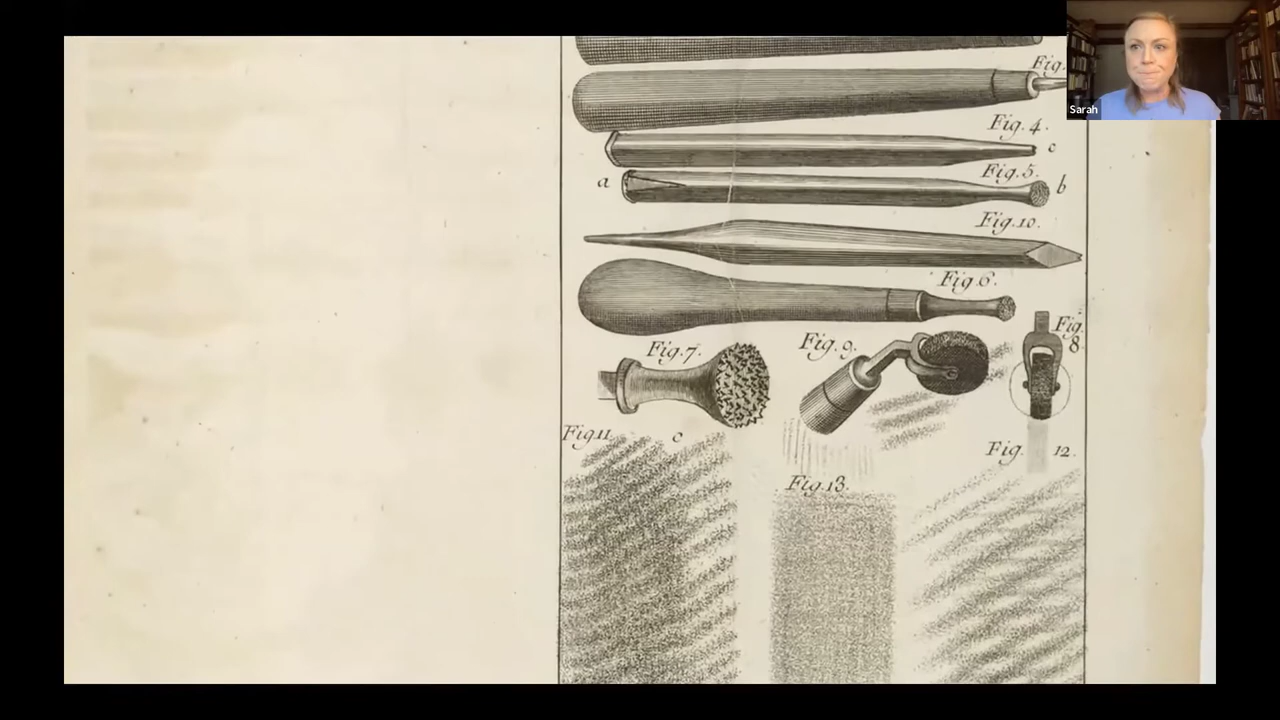 Sarah
Fig.
Fig. 4.
c
Fig. 5.
a
b
Fig. 10.
Fig. 6.
Fig. 7.
Fig. 9.
Fig.
8
Fig 11
c
Fig. 12.
Fig. 13.